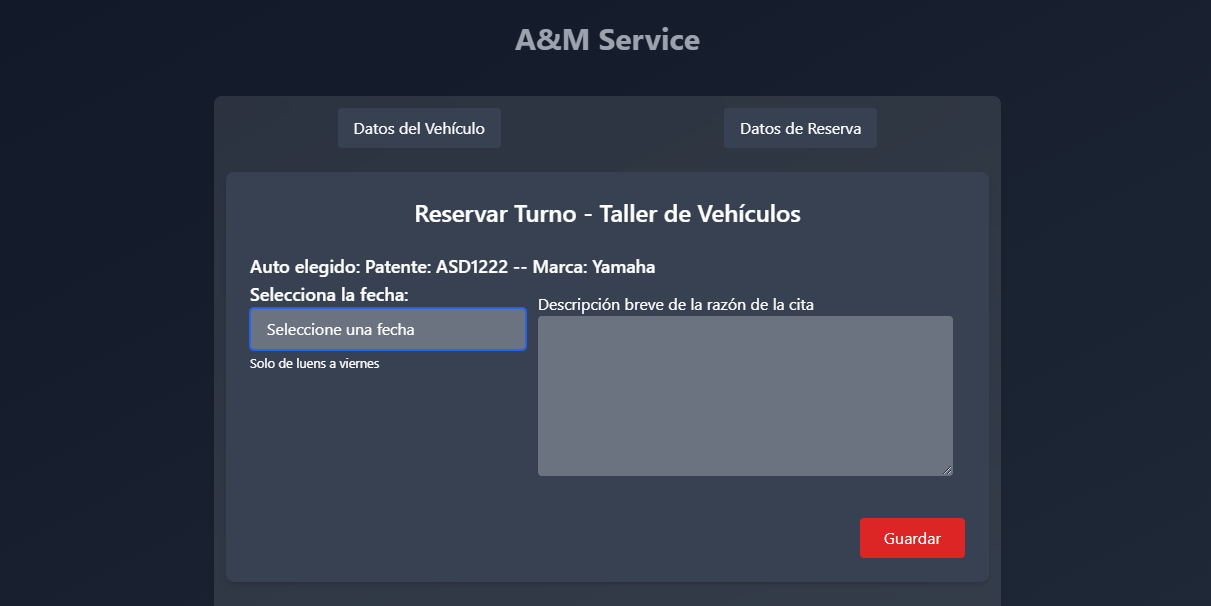 A&M Service
Datos del Vehículo
Datos de Reserva
Reservar Turno - Taller de Vehículos
Auto elegido: Patente: ASD1222 -- Marca: Yamaha
Selecciona la fecha:
Descripción breve de la razón de la cita
Seleccione una fecha
Solo de luens a viernes
Guardar